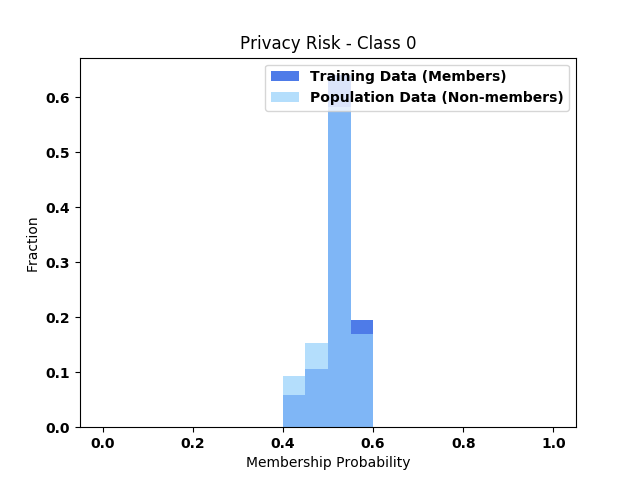 Privacy Risk - Class 0
Training Data (Members)
Population Data (Non-members)
0.6
0.5
0.4
0.3
0.2
0.1
0.0
Fraction
0.0 0.2 0.4 0.6 0.8 1.0
Membership Probability